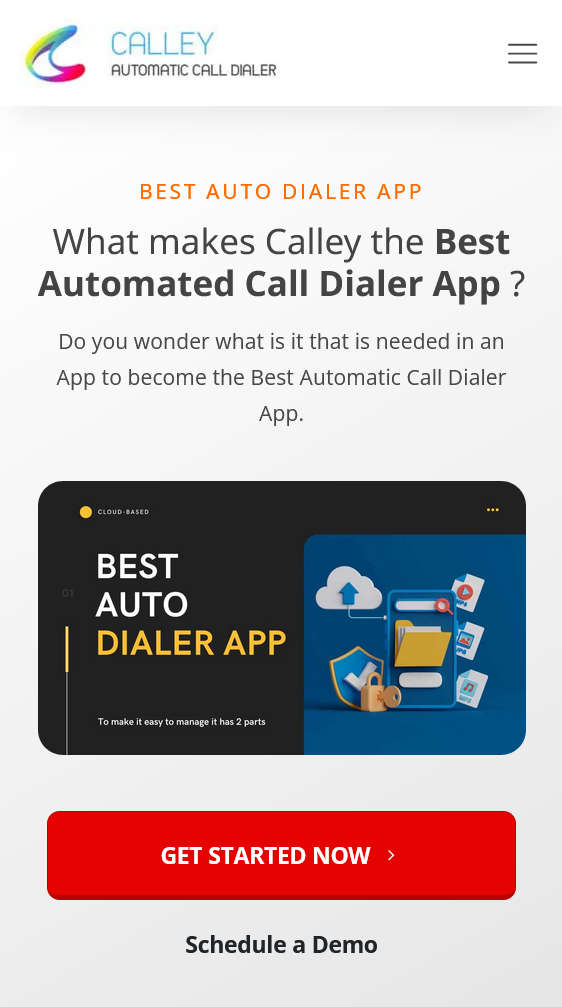 CALLEY
AUTOMATIC CALL DIALER
BEST AUTO DIALER APP
What makes Calley the Best
Automated Call Dialer App ?
Do you wonder what is it that is needed in an
App to become the Best Automatic Call Dialer
App.
CLOUD-BASED
01
BEST
AUTO
DIALER APP
To make it easy to manage it has 2 parts
GET STARTED NOW
Schedule a Demo